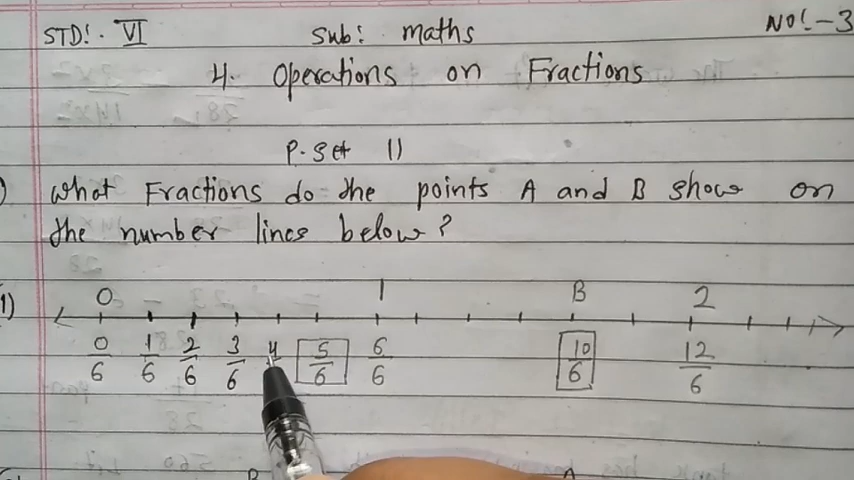 STD:- VI Sub: maths NO:-3
4. Operations on Fractions
P. Set 11
What Fractions do the points A and B show on
the number lines below?
1) 0 1 B 2
0/6 1/6 2/6 3/6 4 5/6 6/6 10/6 12/6
B A